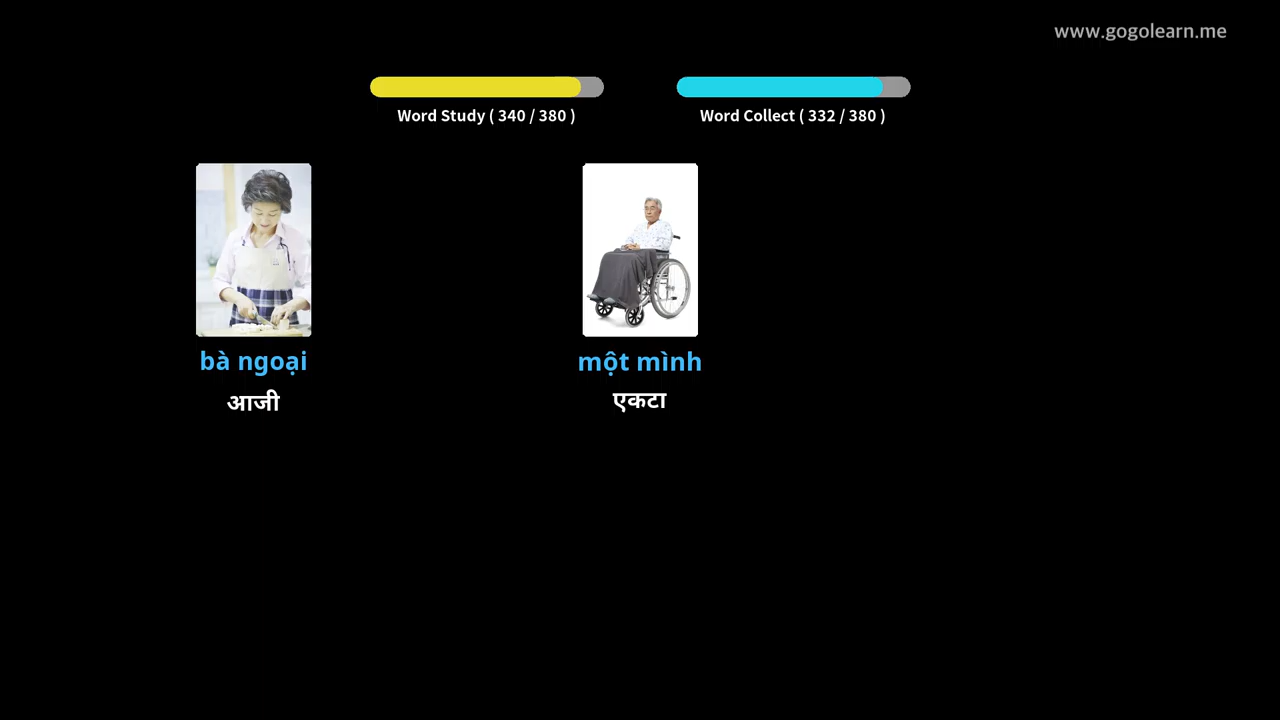 www.gogolearn.me
Word Study ( 340 / 380 )
Word Collect ( 332 / 380 )
bà ngoại
một mình
आजी
एकटा